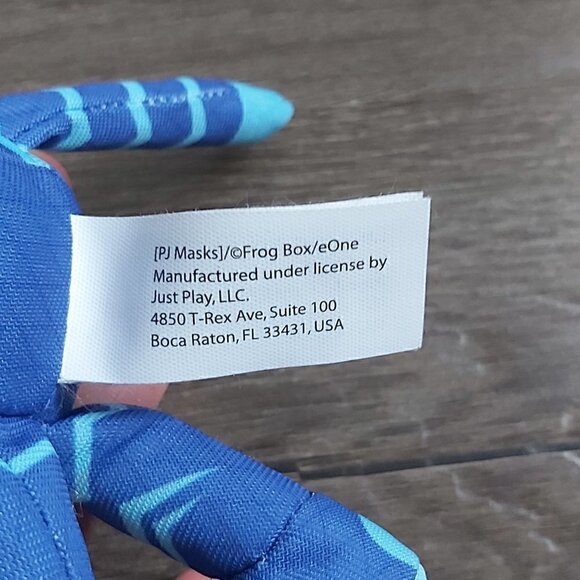 [PJ Masks]/©Frog Box/eOne
Manufactured under license by
Just Play, LLC.
4850 T-Rex Ave, Suite 100
Boca Raton, FL 33431, USA